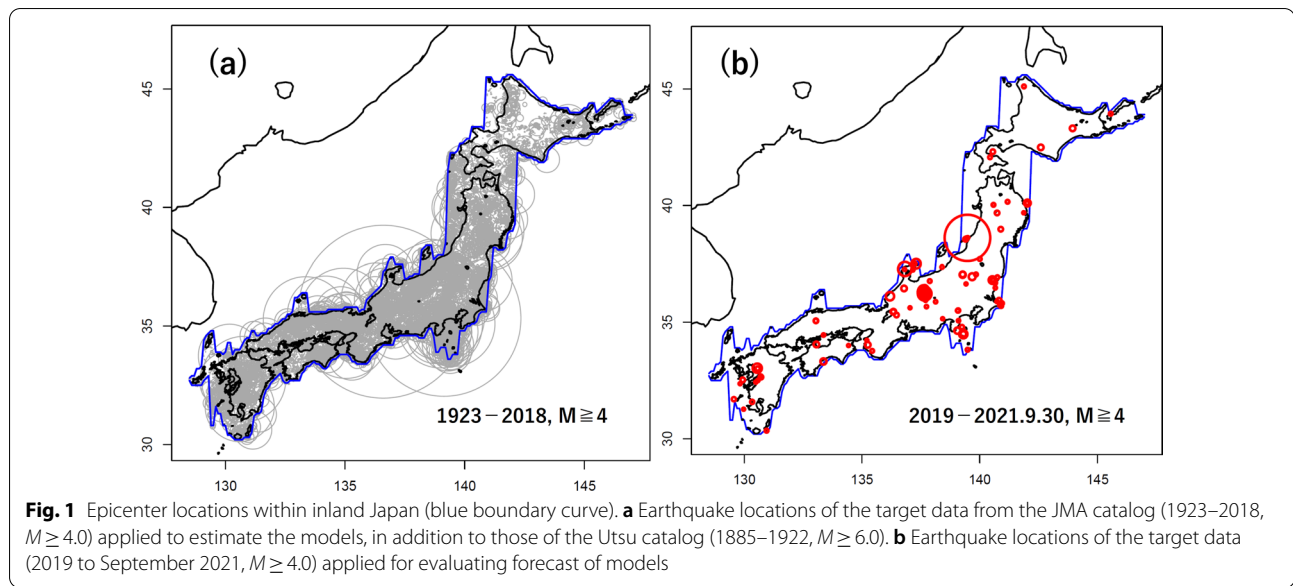 (a)
(b)
45
40
35
30
1923－2018, M≧4
130
135
140
145
45
40
35
30
2019－2021.9.30, M≧4
130
135
140
145
Fig. 1 Epicenter locations within inland Japan (blue boundary curve). a Earthquake locations of the target data from the JMA catalog (1923–2018,
M ≥ 4.0) applied to estimate the models, in addition to those of the Utsu catalog (1885–1922, M ≥ 6.0). b Earthquake locations of the target data
(2019 to September 2021, M ≥ 4.0) applied for evaluating forecast of models